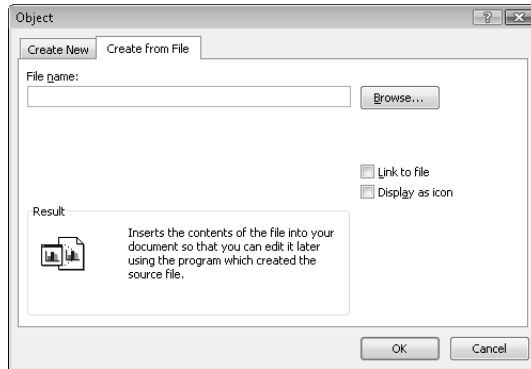 Object
Create New
Create from File
File name:
Browse...
Link to file
Display as icon
Result
Inserts the contents of the file into your
document so that you can edit it later
using the program which created the
source file.
OK
Cancel